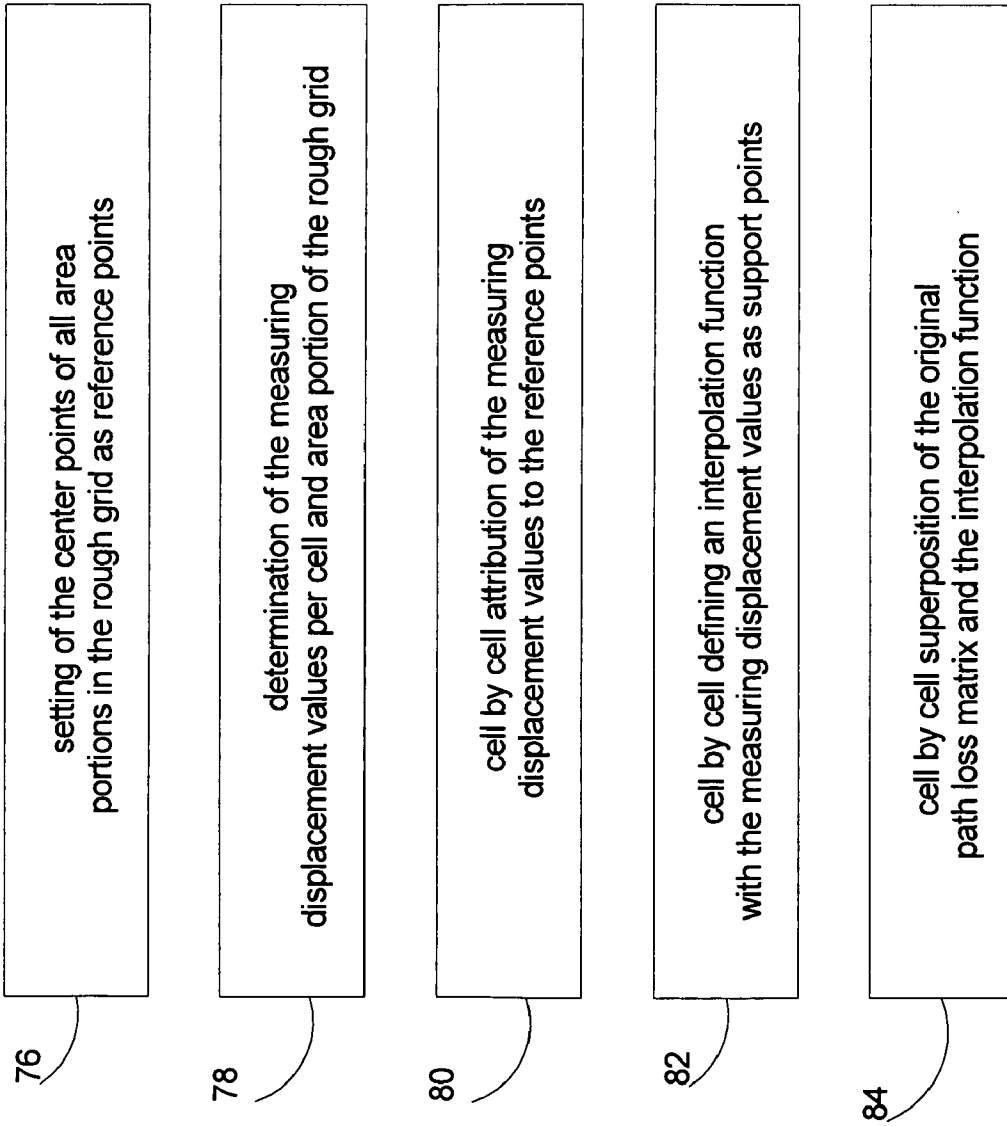 76
setting of the center points of all area
portions in the rough grid as reference points
78
determination of the measuring
displacement values per cell and area portion of the rough grid
80
cell by cell attribution of the measuring
displacement values to the reference points
82
cell by cell defining an interpolation function
with the measuring displacement values as support points
84
cell by cell superposition of the original
path loss matrix and the interpolation function